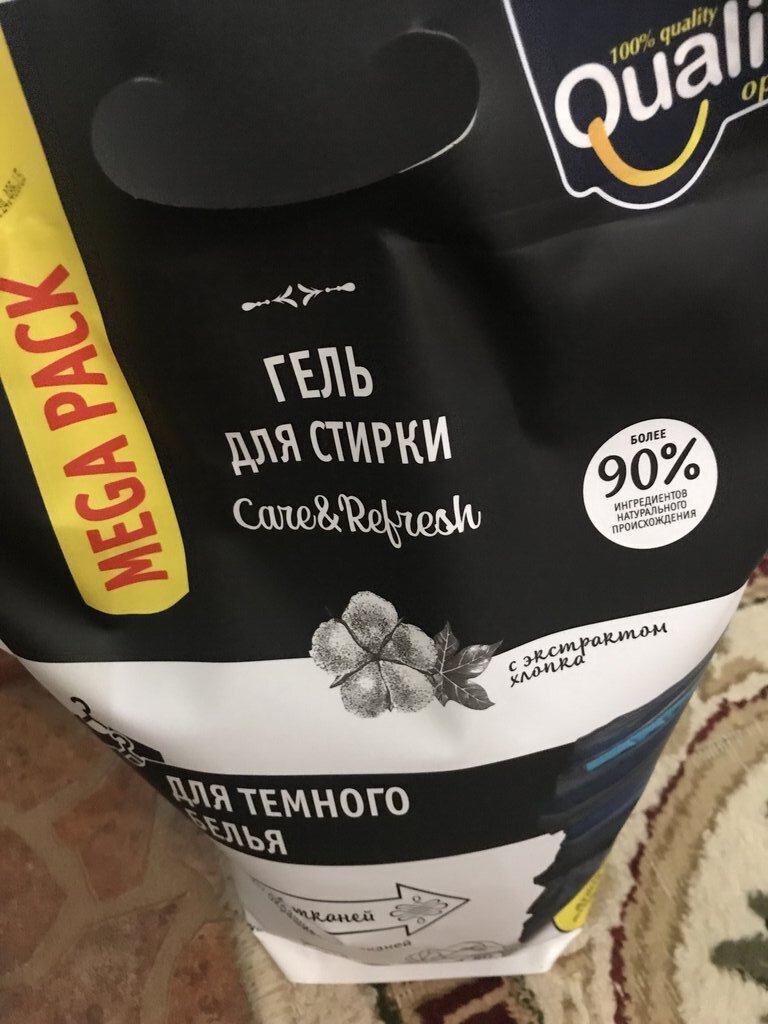 100% quality
Quali
op
MEGA PACK
ГЕЛЬ
ДЛЯ СТИРКИ
Care&Refresh
БОЛЕЕ
90%
ИНГРЕДИЕНТОВ
НАТУРАЛЬНОГО
ПРОИСХОЖДЕНИЯ
с экстрактом
хлопка
ДЛЯ ТЕМНОГО
БЕЛЬЯ
тканей